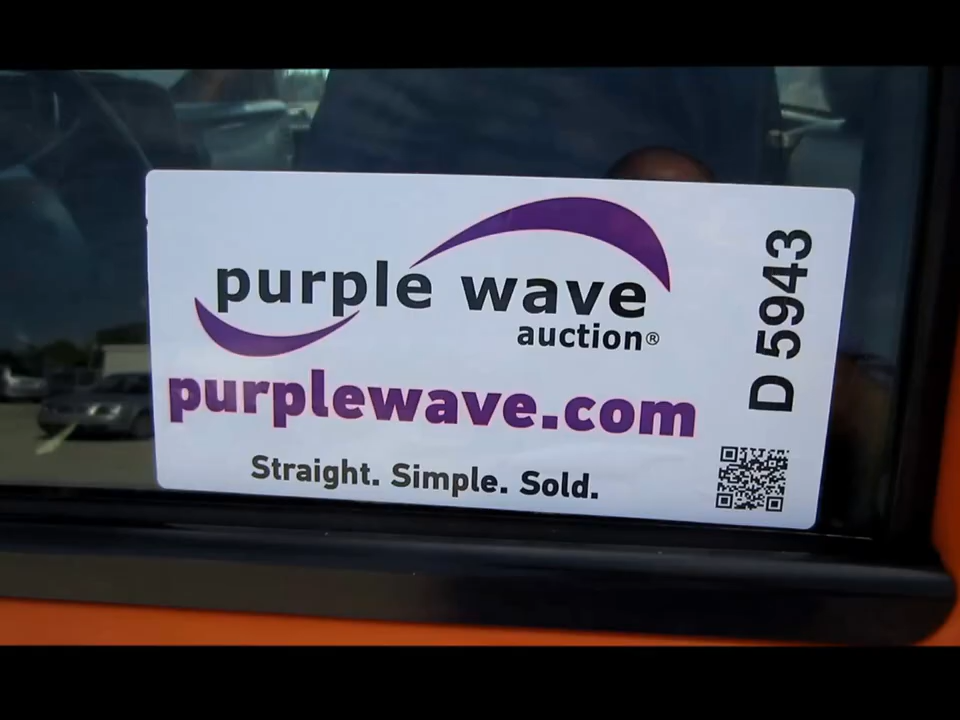 purple wave
auction®
purplewave.com
Straight. Simple. Sold.
D 5943